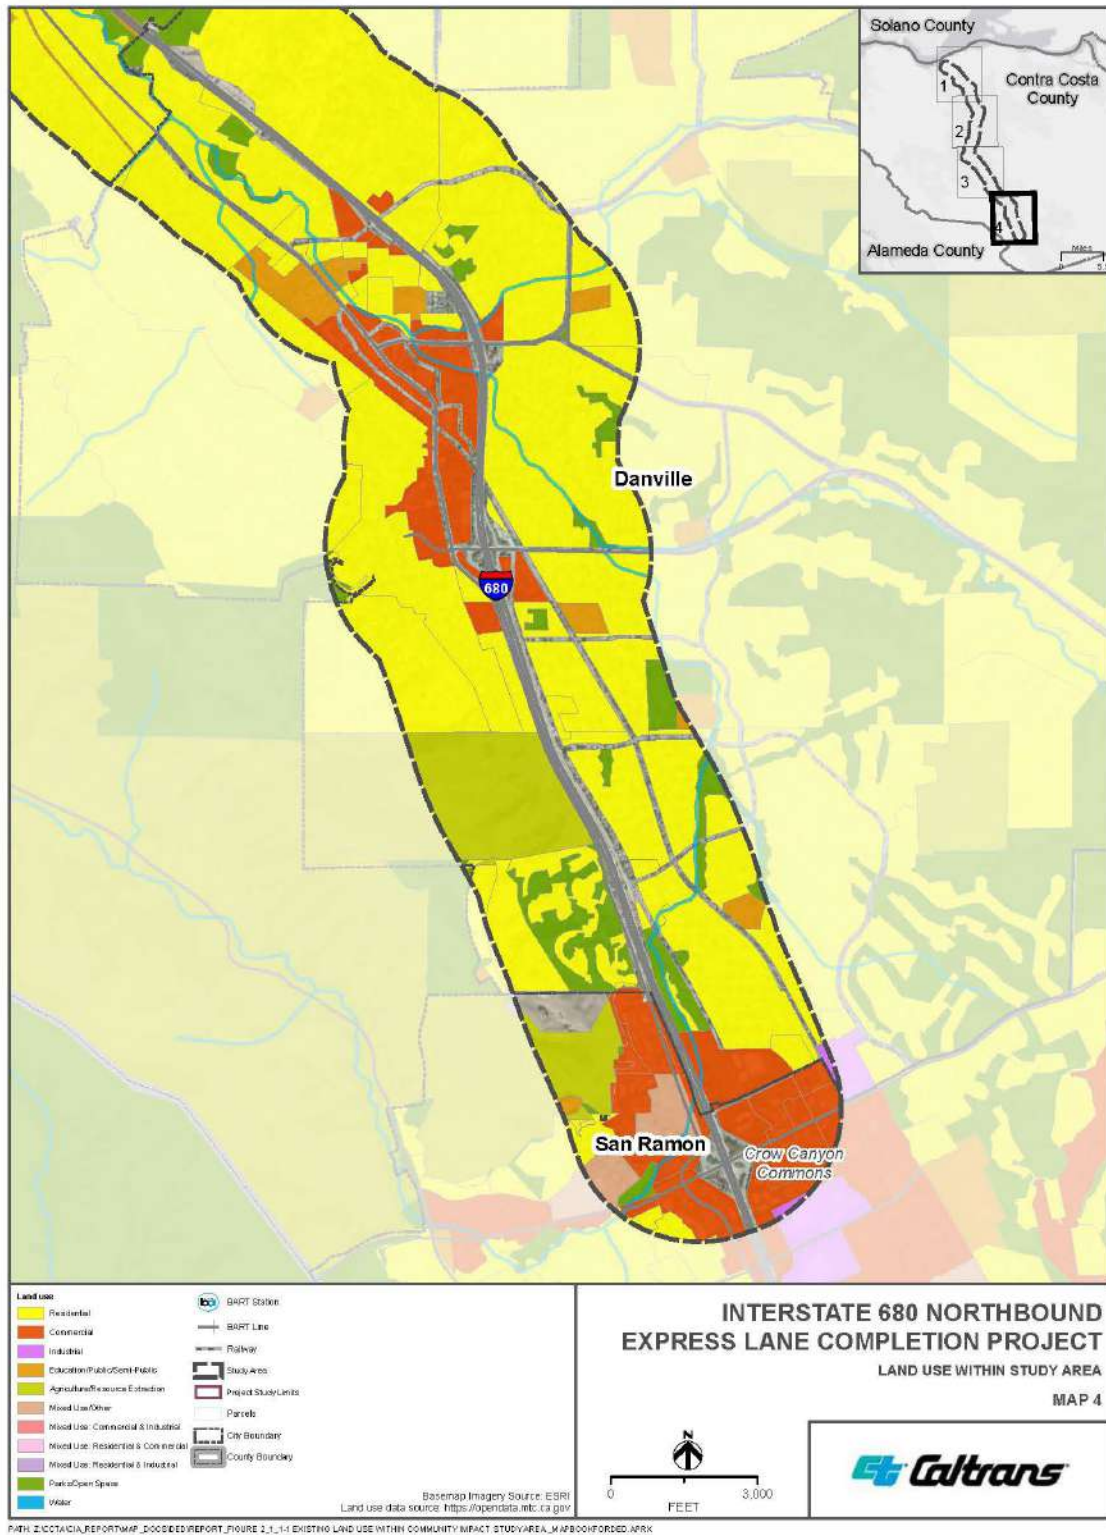 Solano County
Contra Costa
County
1
2
3
4
Alameda County
Miles
0
Danville
680
San Ramon
Crow Canyon
Commons
Land use
Residential
Commercial
Industrial
Education/Public/Semi-Public
Agriculture/Resource Extraction
Mixed Use/Other
Mixed Use: Commercial & Industrial
Mixed Use: Residential & Commercial
Mixed Use: Residential & Industrial
Parks/Open Space
Water
BART Station
BART Line
Railway
Study Area
Project Study Limits
Parcels
City Boundary
County Boundary
Basemap Imagery Source: ESRI
Land use data source: https://opendata.mtc.ca.gov
INTERSTATE 680 NORTHBOUND
EXPRESS LANE COMPLETION PROJECT
LAND USE WITHIN STUDY AREA
MAP 4
N
0 3,000
FEET
Caltrans